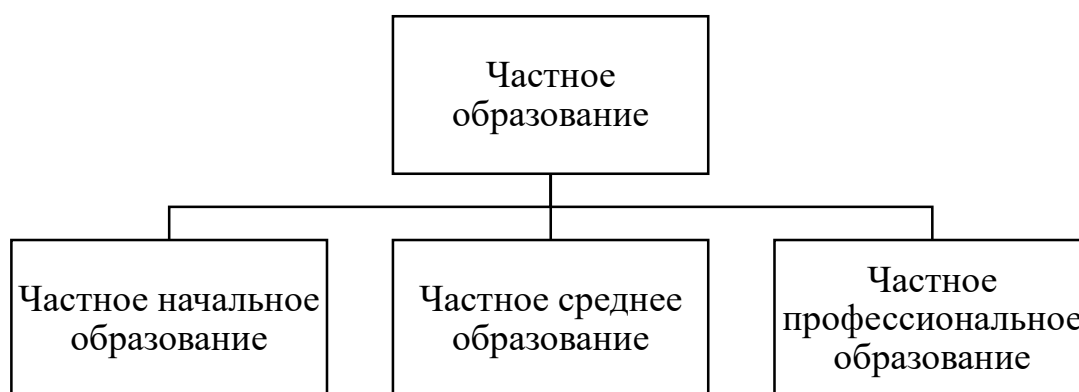 Частное
образование
Частное начальное
образование
Частное среднее
образование
Частное
профессиональное
образование